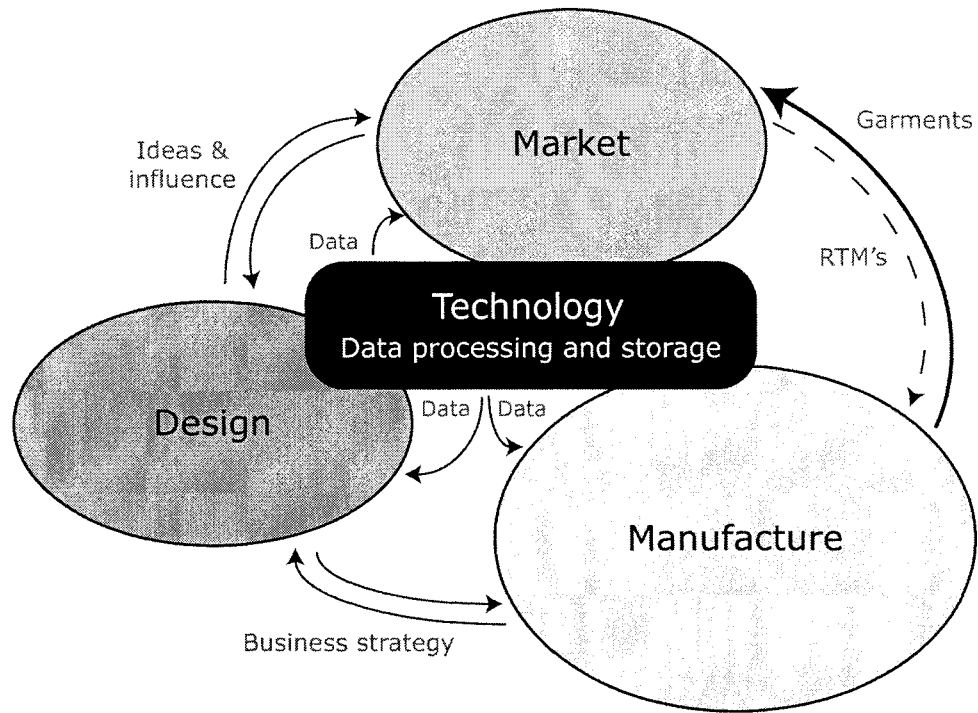 Market
Garments
Ideas &
influence
Data
RTM's
Technology
Data processing and storage
Design
Data
Data
Manufacture
Business strategy